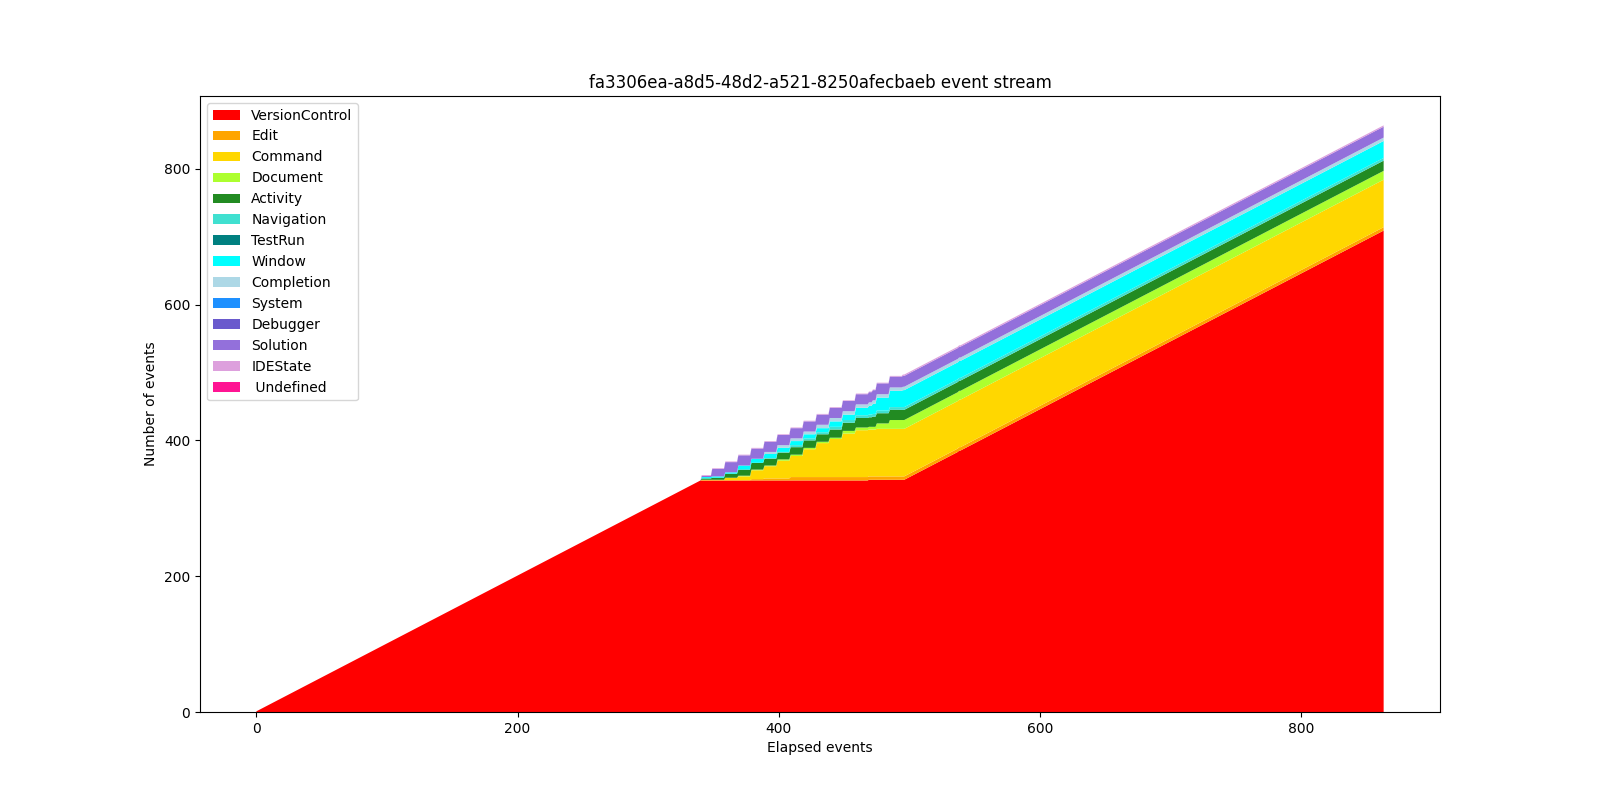 fa3306ea-a8d5-48d2-a521-8250afecbaeb event stream
VersionControl
Edit
Command
Document
Activity
Navigation
TestRun
Window
Completion
System
Debugger
Solution
IDEState
Undefined
Number of events
800
600
400
200
0
0 200 400 600 800
Elapsed events